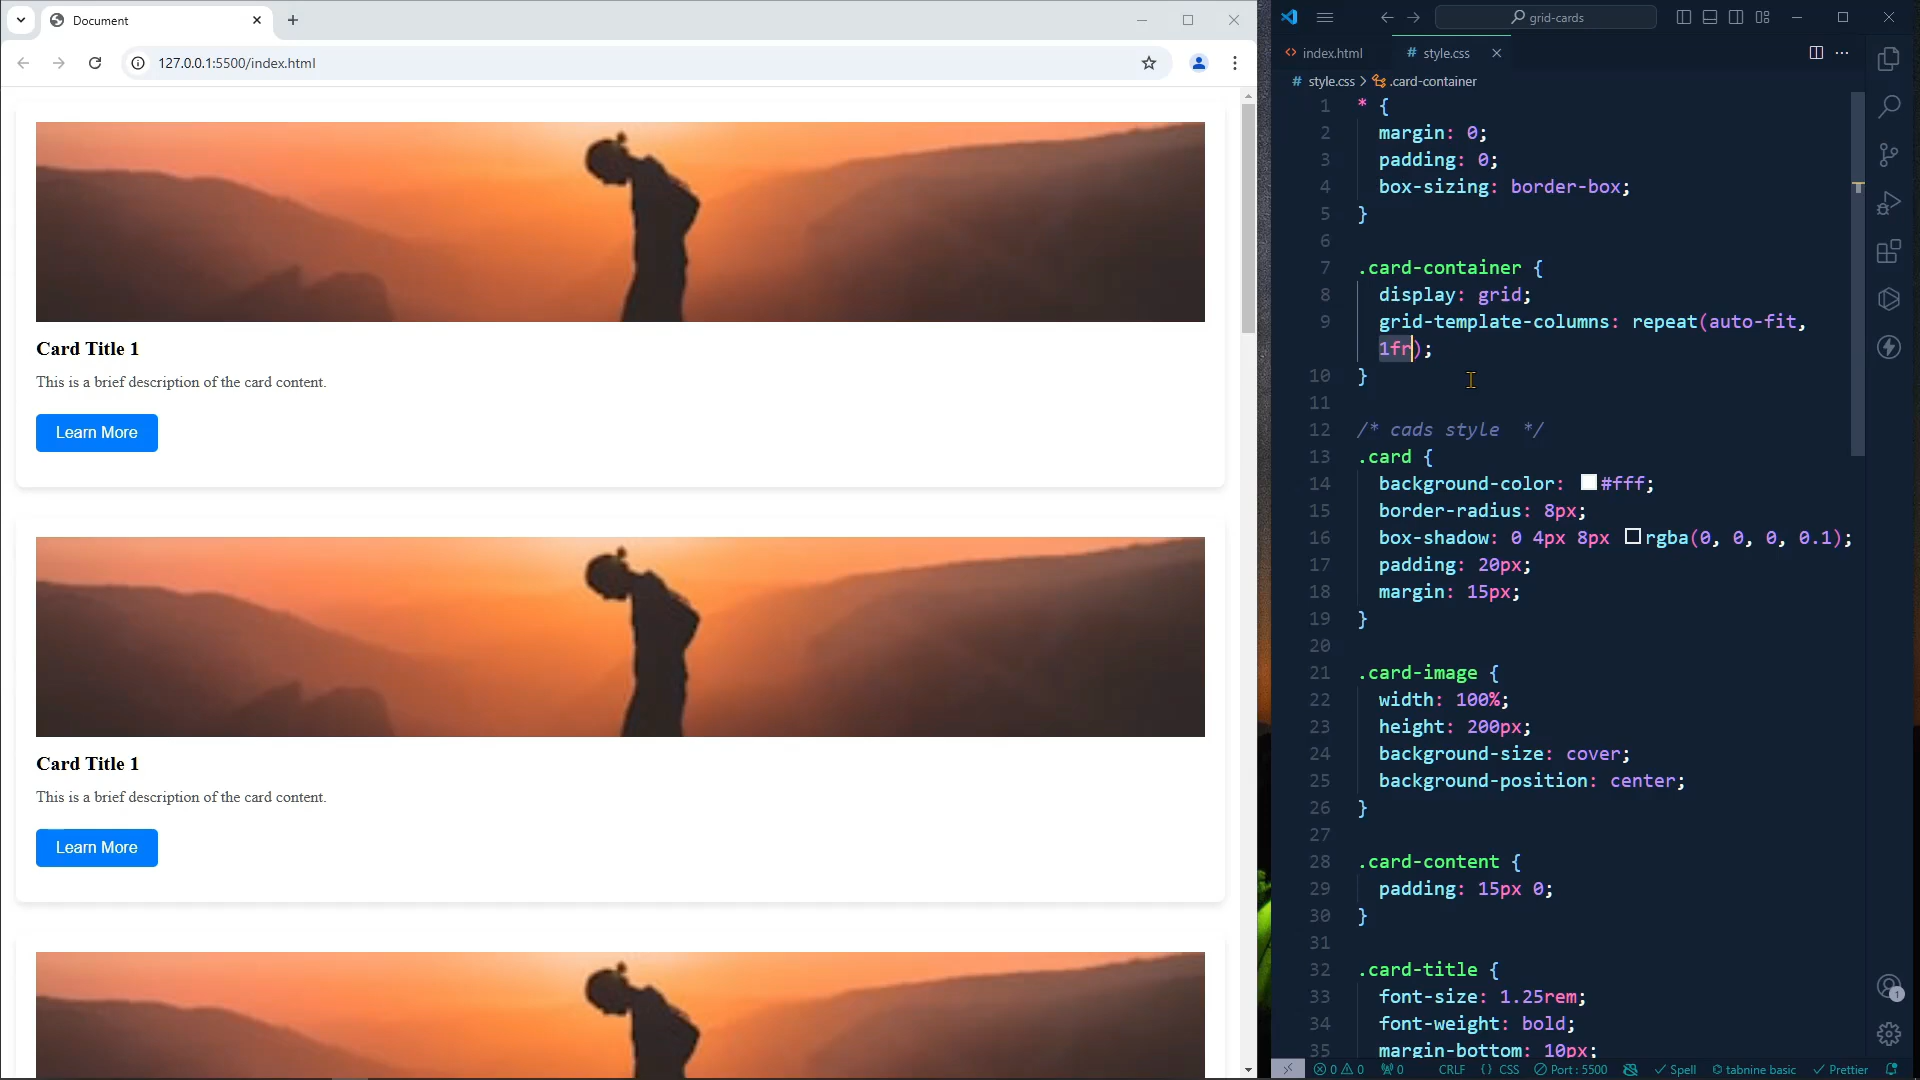 Document
127.0.0.1:5500/index.html
Card Title 1
This is a brief description of the card content.
Learn More
Card Title 1
This is a brief description of the card content.
Learn More
grid-cards
index.html
# style.css
# style.css > .card-container
1 * {
2 margin: 0;
3 padding: 0;
4 box-sizing: border-box;
5 }
6
7 .card-container {
8 display: grid;
9 grid-template-columns: repeat(auto-fit,
1fr);
10 }
11
12 /* cads style */
13 .card {
14 background-color: #fff;
15 border-radius: 8px;
16 box-shadow: 0 4px 8px rgba(0, 0, 0, 0.1);
17 padding: 20px;
18 margin: 15px;
19 }
20
21 .card-image {
22 width: 100%;
23 height: 200px;
24 background-size: cover;
25 background-position: center;
26 }
27
28 .card-content {
29 padding: 15px 0;
30 }
31
32 .card-title {
33 font-size: 1.25rem;
34 font-weight: bold;
35 margin-bottom: 10px;
1
0 0 0 CRLF {} CSS Port : 5500 Spell tabnine basic Prettier